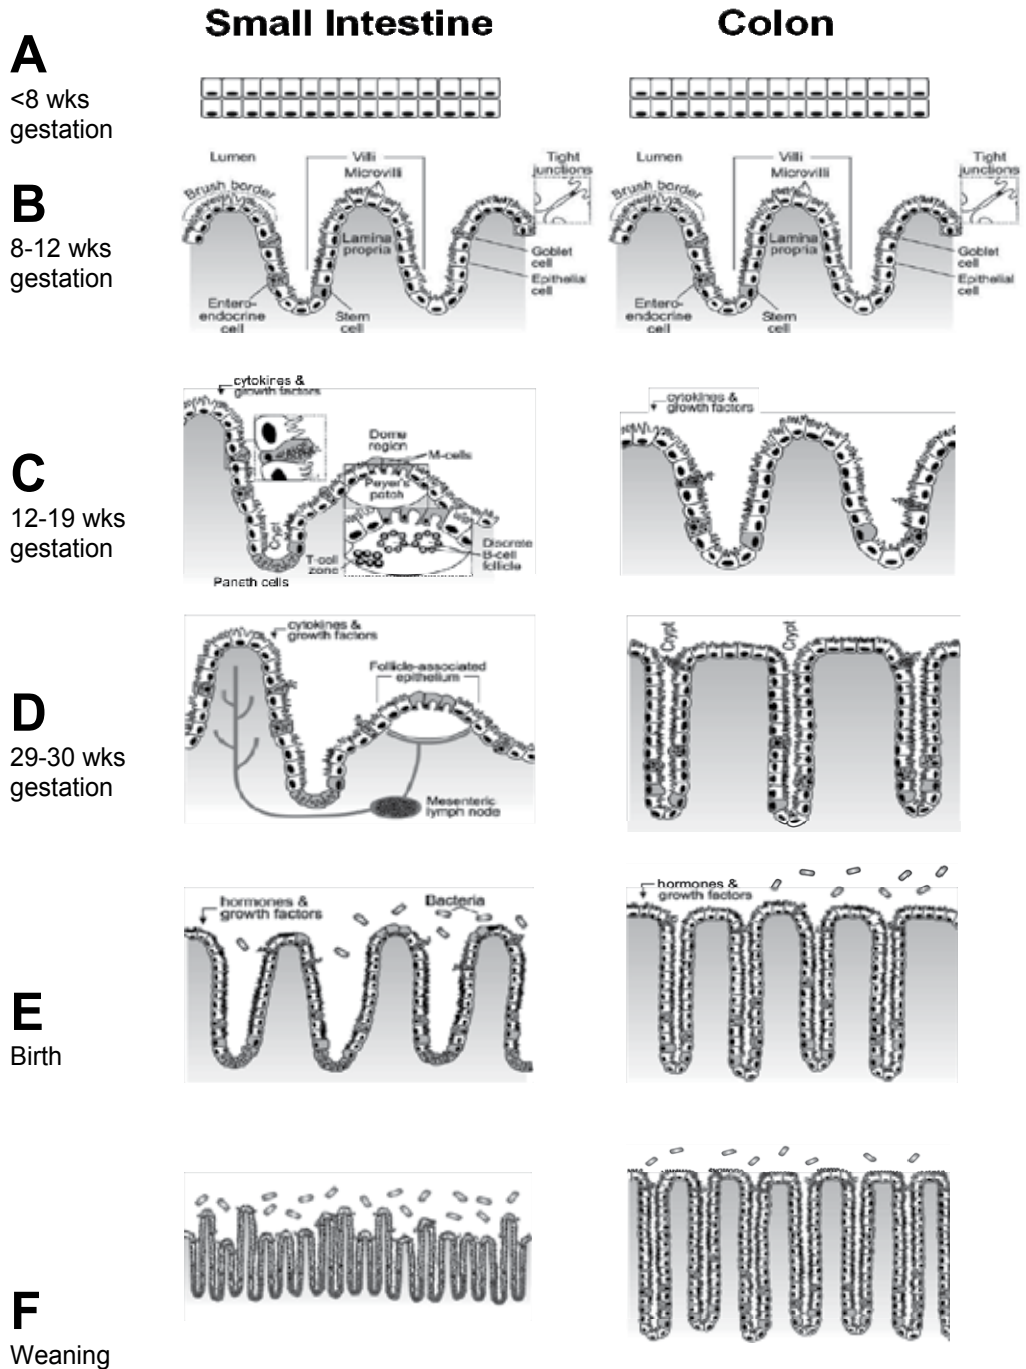 Small Intestine
Colon
A
<8 wks
gestation
B
8-12 wks
gestation
Lumen
Villi
Microvilli
Tight
junctions
Brush border
Lamina
propria
Goblet
cell
Epithelial
cell
Entero-
endocrine
cell
Stem
cell
Lumen
Villi
Microvilli
Tight
junctions
Brush border
Lamina
propria
Goblet
cell
Epithelial
cell
Entero-
endocrine
cell
Stem
cell
C
12-19 wks
gestation
cytokines &
growth factors
Dome
region
M-cells
Peyer's
patch
Crypt
T-cell
zone
Discrete
B-cell
follicle
Paneth cells
cytokines &
growth factors
D
29-30 wks
gestation
cytokines &
growth factors
Follicle-associated
epithelium
Mesenteric
lymph node
Crypt
Crypt
E
Birth
hormones &
growth factors
Bacteria
hormones &
growth factors
F
Weaning